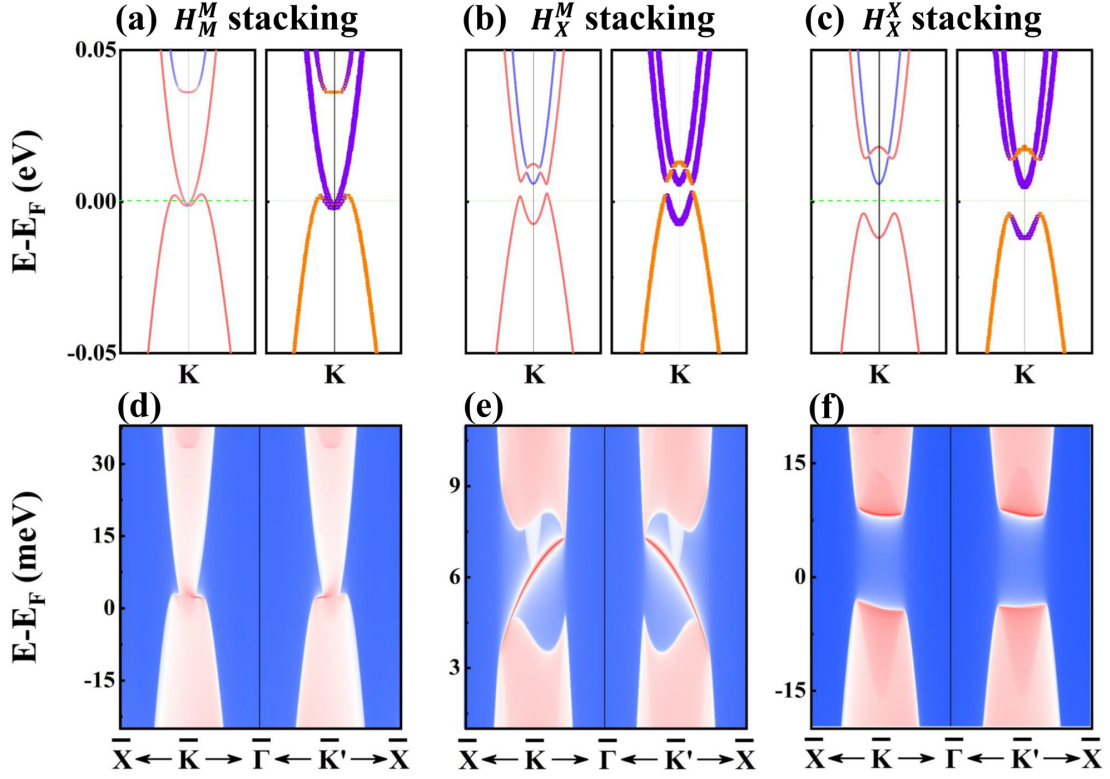 (a) H_M^M stacking
(b) H_X^M stacking
(c) H_X^X stacking
E-E_F (eV)
0.05
0.00
-0.05
K K K K K K
(d) (e) (f)
E-E_F (meV)
30
15
0
-15
9
6
3
15
0
-15
X̅ ← K̅ → Γ̅ ← K̅' → X̅
X̅ ← K̅ → Γ̅ ← K̅' → X̅
X̅ ← K̅ → Γ̅ ← K̅' → X̅